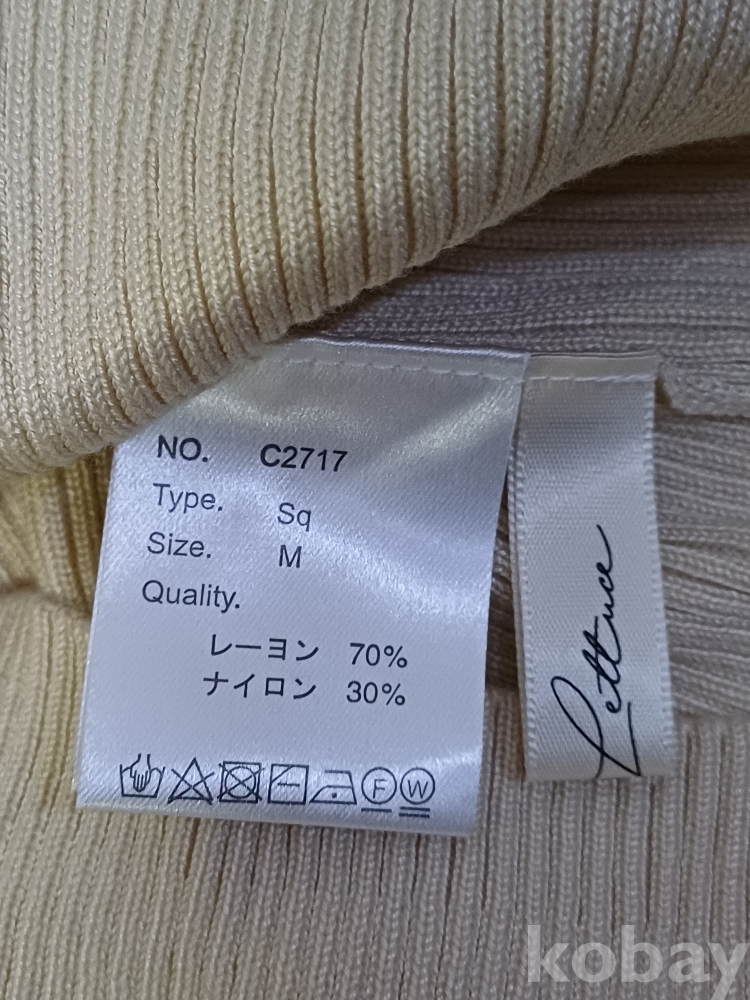 NO. C2717
Type. Sq
Size. M
Quality.
レーヨン 70%
ナイロン 30%
F W
Lettuce
kobay